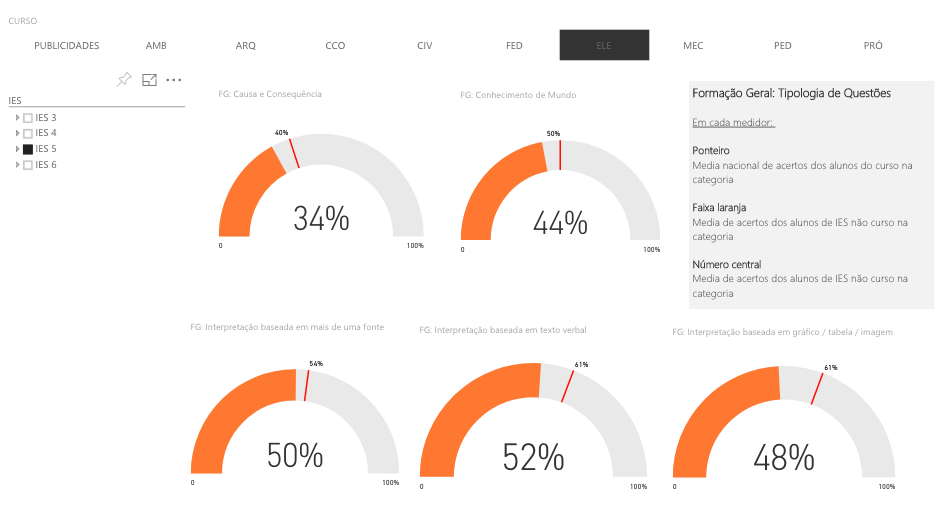 CURSO
PUBLICIDADES AMB ARQ CCO CIV FED ELE MEC PED PRÓ
IES
IES 3
IES 4
IES 5
IES 6
FG: Causa e Consequência
40%
34%
0 100%
FG: Conhecimento de Mundo
50%
44%
0 100%
Formação Geral: Tipologia de Questões
Em cada medidor:
Ponteiro
Media nacional de acertos dos alunos do curso na
categoria
Faixa laranja
Media de acertos dos alunos de IES não curso na
categoria
Número central
Media de acertos dos alunos de IES não curso na
categoria
FG: Interpretação baseada em mais de uma fonte
54%
50%
0 100%
FG: Interpretação baseada em texto verbal
61%
52%
0 100%
FG: Interpretação baseada em gráfico / tabela / imagem
61%
48%
0 100%